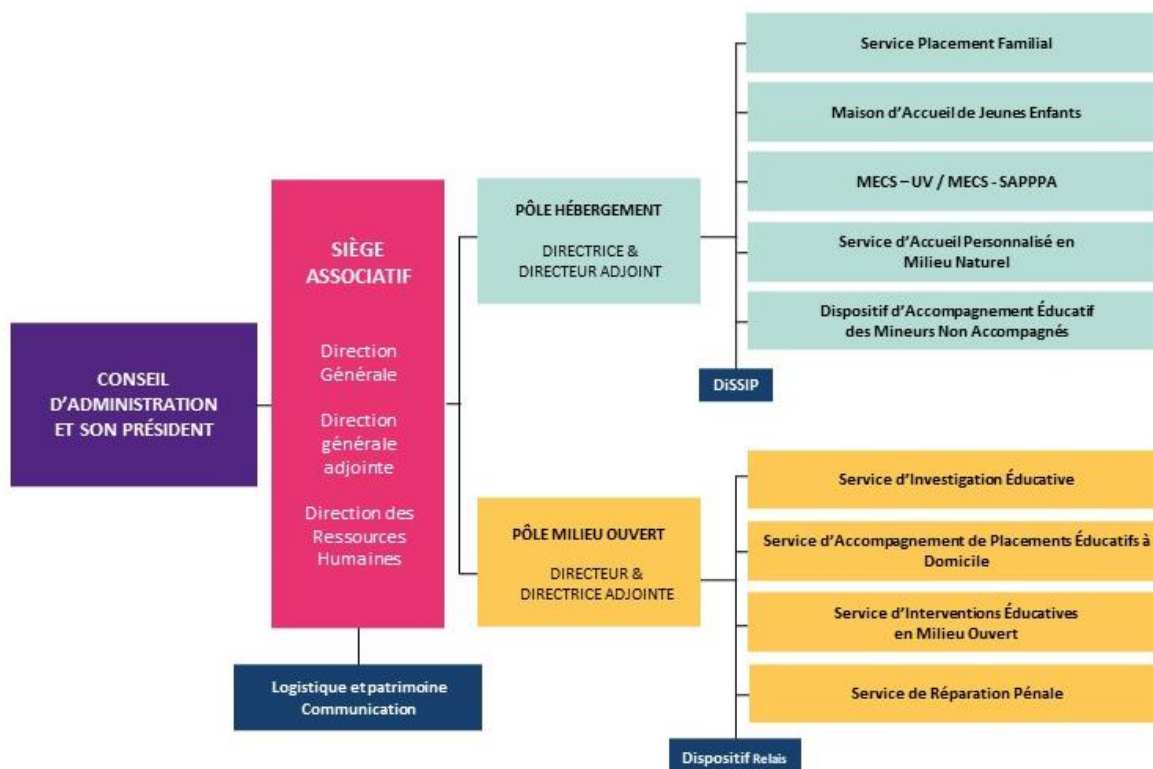 CONSEIL
D'ADMINISTRATION
ET SON PRÉSIDENT
SIÈGE
ASSOCIATIF
Direction
Générale
Direction
générale
adjointe
Direction des
Ressources
Humaines
Logistique et patrimoine
Communication
PÔLE HÉBERGEMENT
DIRECTRICE &
DIRECTEUR ADJOINT
Service Placement Familial
Maison d'Accueil de Jeunes Enfants
MECS – UV / MECS - SAPPPA
Service d'Accueil Personnalisé en
Milieu Naturel
Dispositif d'Accompagnement Éducatif
des Mineurs Non Accompagnés
DiSSIP
PÔLE MILIEU OUVERT
DIRECTEUR &
DIRECTRICE ADJOINTE
Service d'Investigation Éducative
Service d'Accompagnement de Placements Éducatifs à
Domicile
Service d'Interventions Éducatives
en Milieu Ouvert
Service de Réparation Pénale
Dispositif Relais